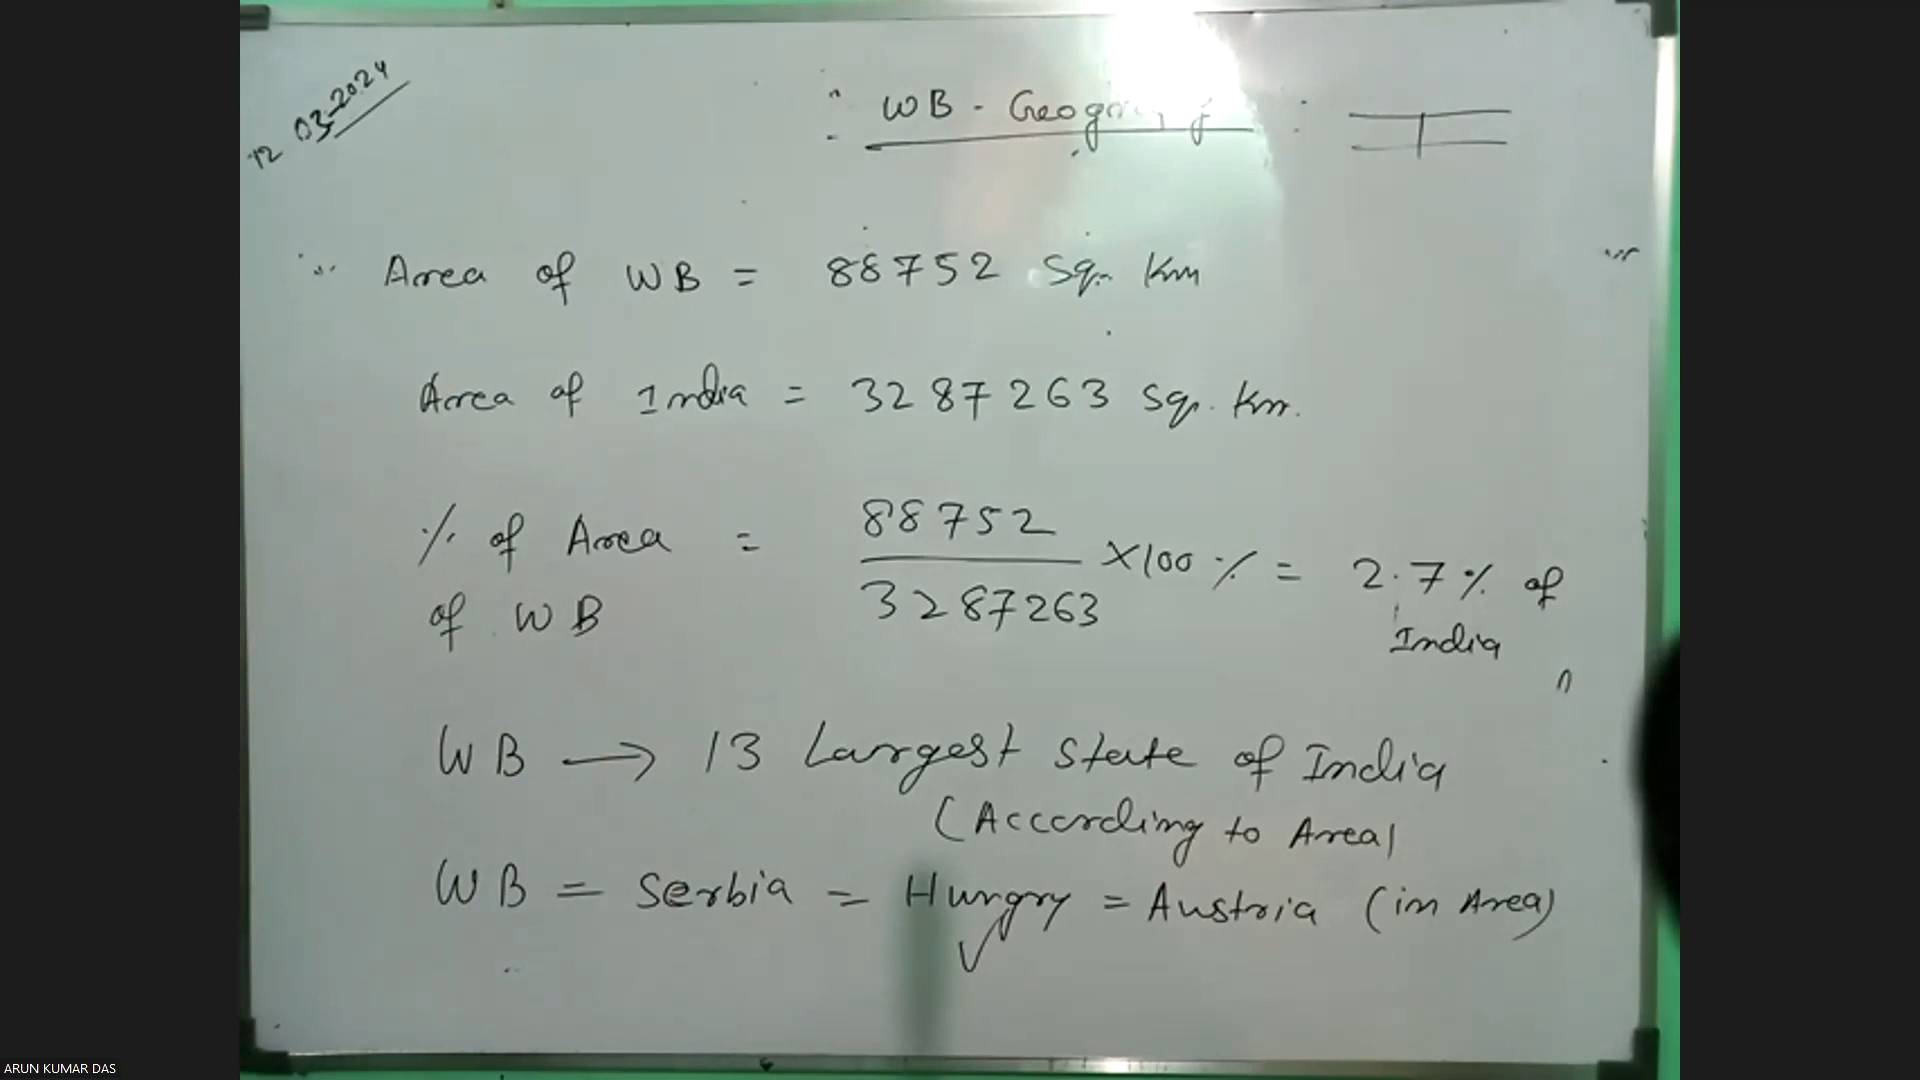 12 03-2024
WB - Geography
Area of WB = 88752 Sq. Km
Area of India = 3287263 Sq. Km.
% of Area = 88752 / 3287263 × 100 % = 2.7 % of
of WB India
WB → 13 Largest State of India
(According to Area)
WB = Serbia = Hungry = Austria (in Area)
ARUN KUMAR DAS